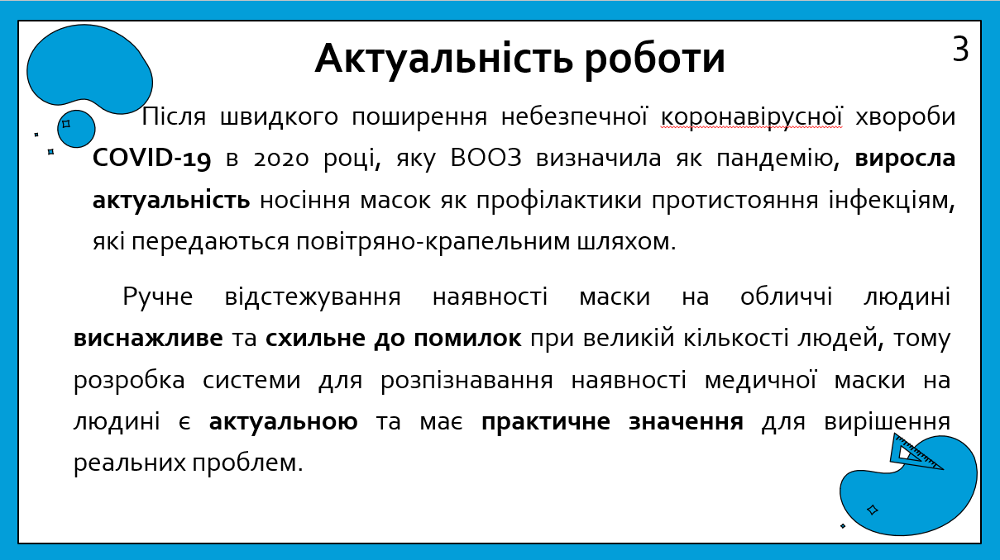 Актуальність роботи
3
Після швидкого поширення небезпечної коронавірусної хвороби
COVID-19 в 2020 році, яку ВООЗ визначила як пандемію, виросла
актуальність носіння масок як профілактики протистояння інфекціям,
які передаються повітряно-крапельним шляхом.
Ручне відстежування наявності маски на обличчі людині
виснажливе та схильне до помилок при великій кількості людей, тому
розробка системи для розпізнавання наявності медичної маски на
людині є актуальною та має практичне значення для вирішення
реальних проблем.